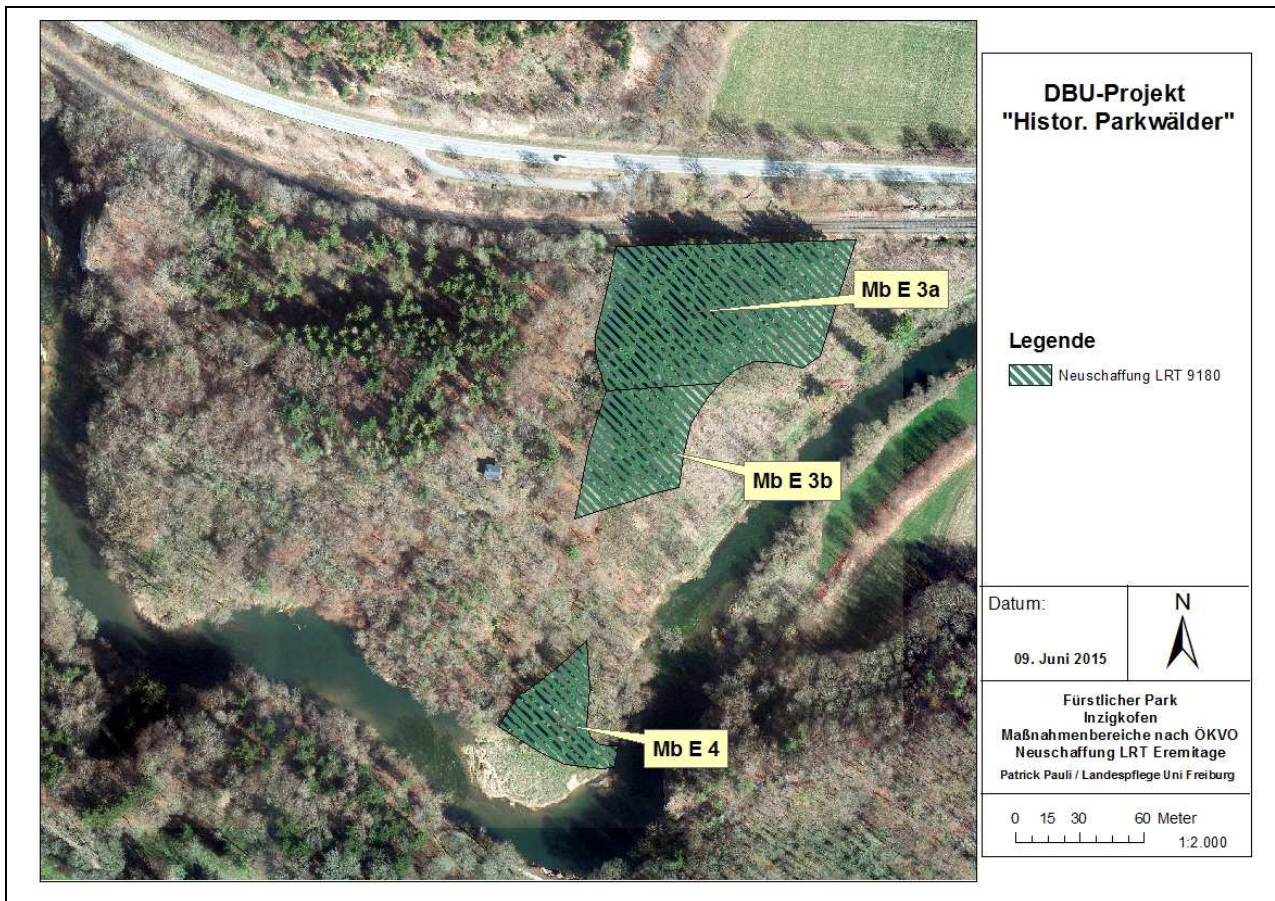 Mb E 3a
Mb E 3b
Mb E 4
DBU-Projekt
"Histor. Parkwälder"
Legende
Neuschaffung LRT 9180
Datum:
09. Juni 2015
N
Fürstlicher Park
Inzigkofen
Maßnahmenbereiche nach ÖKVO
Neuschaffung LRT Eremitage
Patrick Pauli / Landespflege Uni Freiburg
0 15 30 60 Meter
1:2.000